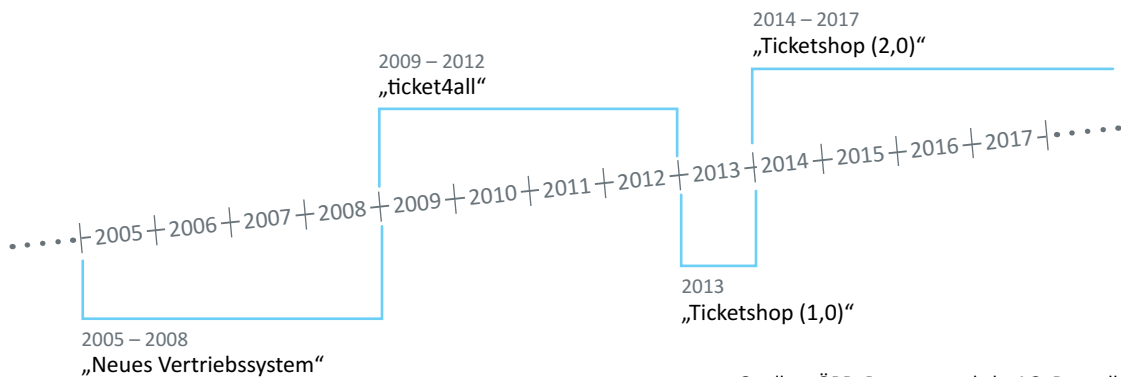 2014 – 2017
„Ticketshop (2,0)“
2009 – 2012
„ticket4all“
2005 2006 2007 2008 2009 2010 2011 2012 2013 2014 2015 2016 2017
2013
„Ticketshop (1,0)“
2005 – 2008
„Neues Vertriebssystem“